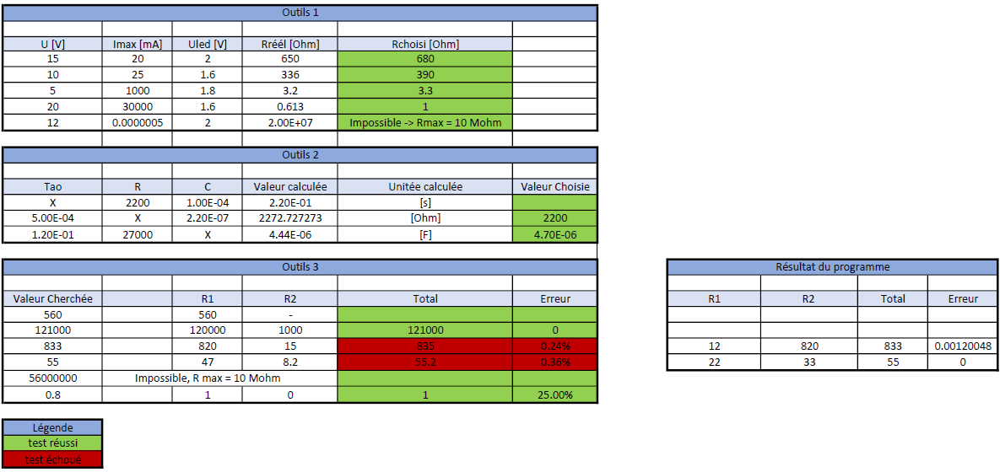 Outils 1
U [V] Imax [mA] Uled [V] Rréél [Ohm] Rchoisi [Ohm]
15 20 2 650 680
10 25 1.6 336 390
5 1000 1.8 3.2 3.3
20 30000 1.6 0.613 1
12 0.0000005 2 2.00E+07 Impossible -> Rmax = 10 Mohm
Outils 2
Tao R C Valeur calculée Unitée calculée Valeur Choisie
X 2200 1.00E-04 2.20E-01 [s]
5.00E-04 X 2.20E-07 2272.727273 [Ohm] 2200
1.20E-01 27000 X 4.44E-06 [F] 4.70E-06
Outils 3
Valeur Cherchée R1 R2 Total Erreur
560 560 -
121000 120000 1000 121000 0
833 820 15 835 0.24%
55 47 8.2 55.2 0.36%
56000000 Impossible, R max = 10 Mohm
0.8 1 0 1 25.00%
Résultat du programme
R1 R2 Total Erreur
12 820 833 0.00120048
22 33 55 0
Légende
test réussi
test échoué